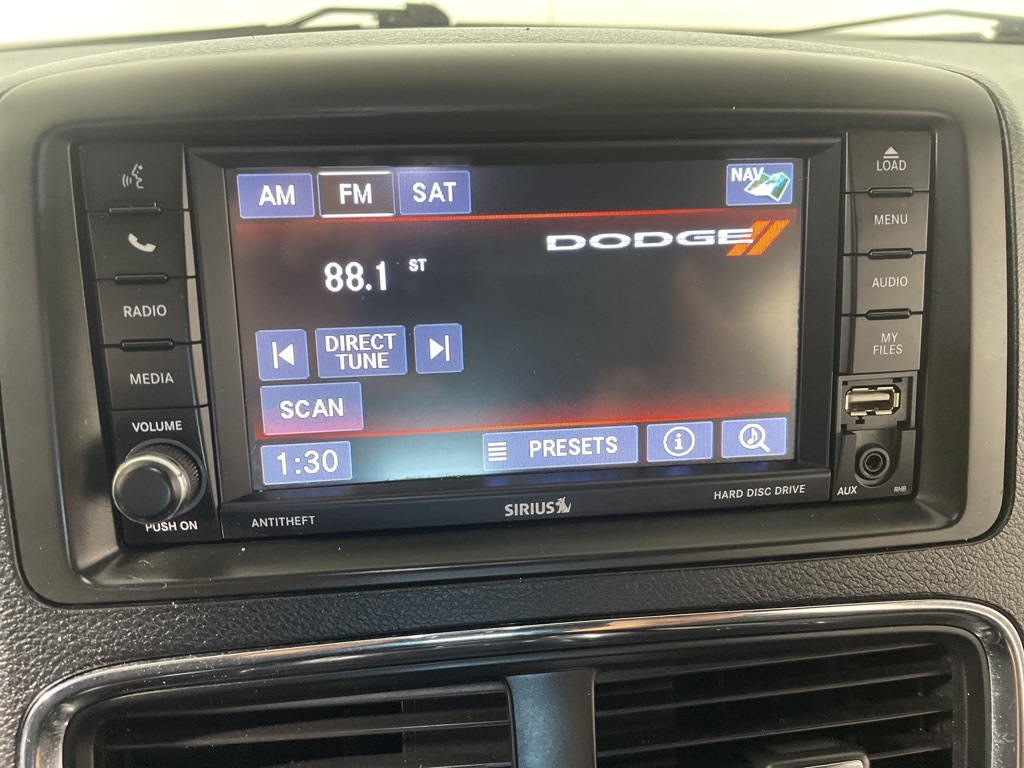 AM FM SAT NAV
DODGE
88.1 ST
DIRECT
TUNE
SCAN
1:30 PRESETS
RADIO
MEDIA
VOLUME
PUSH ON
ANTITHEFT
SIRIUS
HARD DISC DRIVE
LOAD
MENU
AUDIO
MY
FILES
AUX RHB